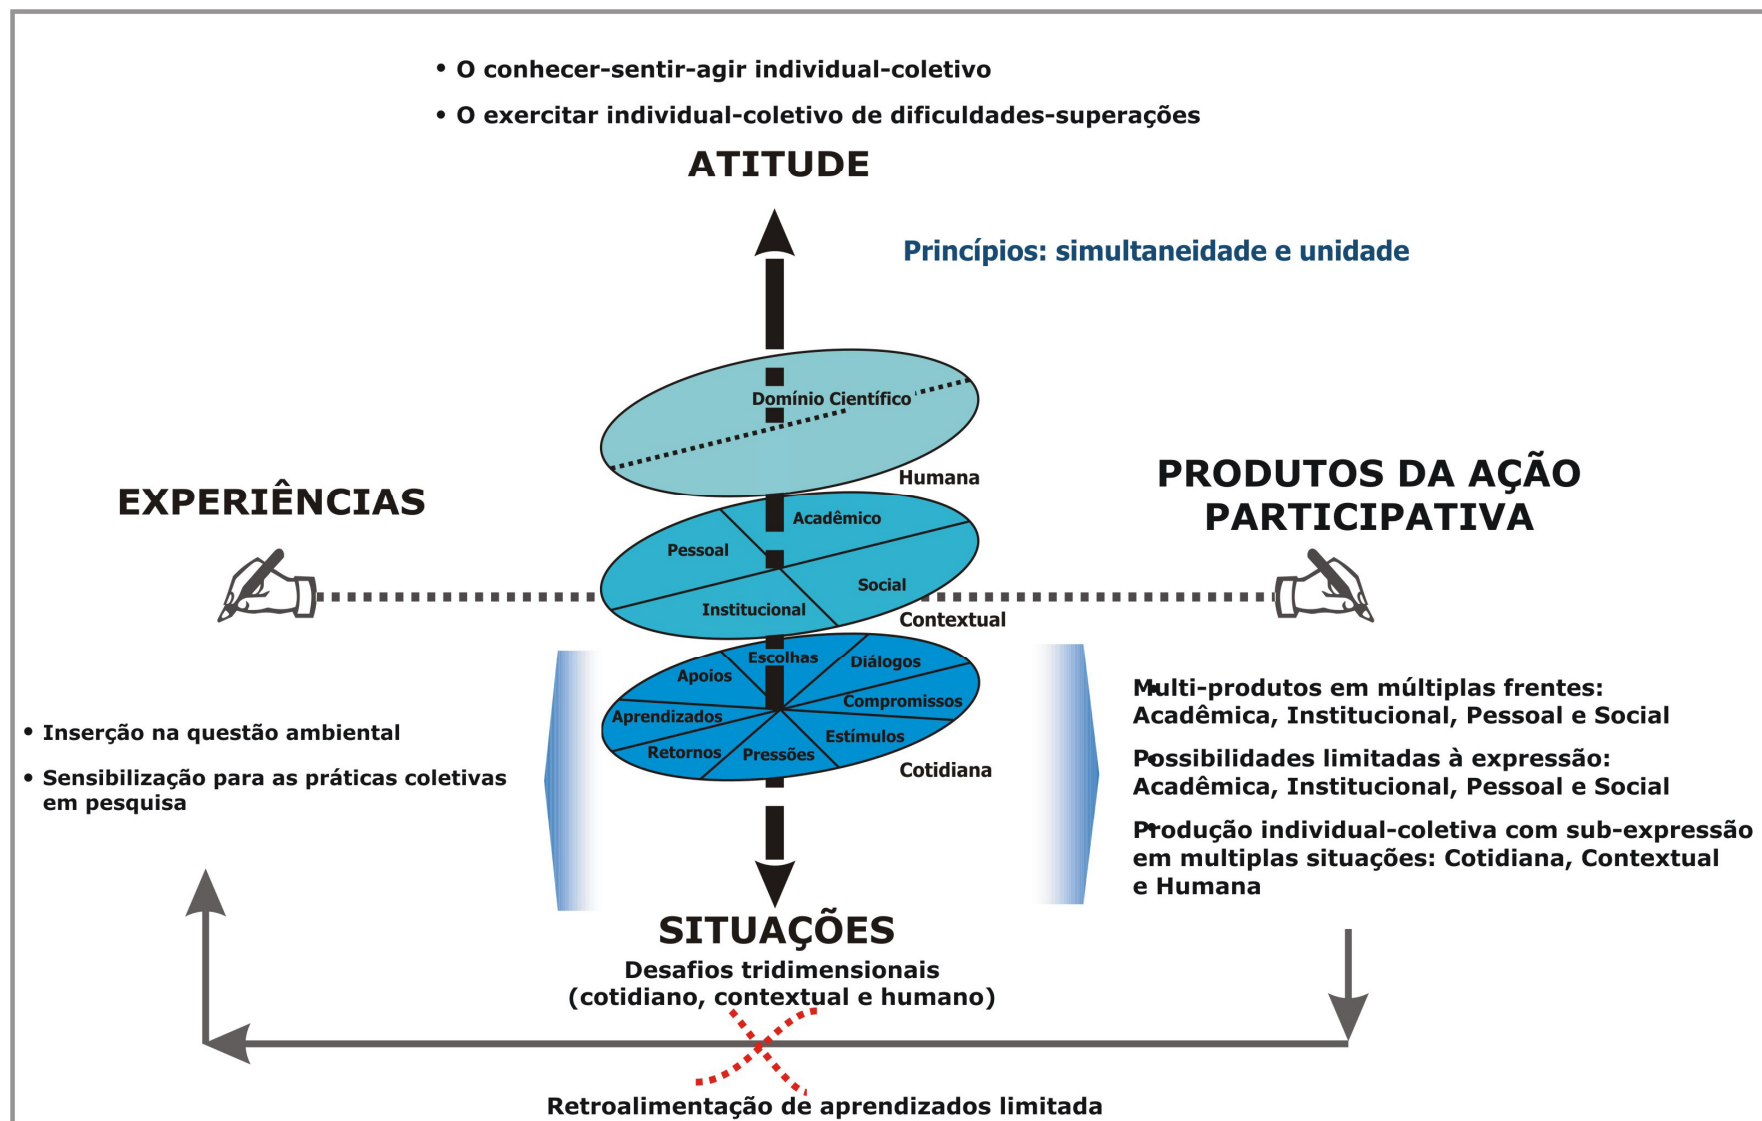 • O conhecer-sentir-agir individual-coletivo
• O exercitar individual-coletivo de dificuldades-superações
ATITUDE
Princípios: simultaneidade e unidade
Domínio Científico
Humana
EXPERIÊNCIAS
PRODUTOS DA AÇÃO
PARTICIPATIVA
Acadêmico
Pessoal
Social
Institucional
Contextual
Escolhas
Diálogos
Apoios
Compromissos
Aprendizados
Estímulos
Retornos
Pressões
Cotidiana
• Inserção na questão ambiental
• Sensibilização para as práticas coletivas
em pesquisa
• Multi-produtos em múltiplas frentes:
Acadêmica, Institucional, Pessoal e Social
• Possibilidades limitadas à expressão:
Acadêmica, Institucional, Pessoal e Social
• Produção individual-coletiva com sub-expressão
em multiplas situações: Cotidiana, Contextual
e Humana
SITUAÇÕES
Desafios tridimensionais
(cotidiano, contextual e humano)
Retroalimentação de aprendizados limitada